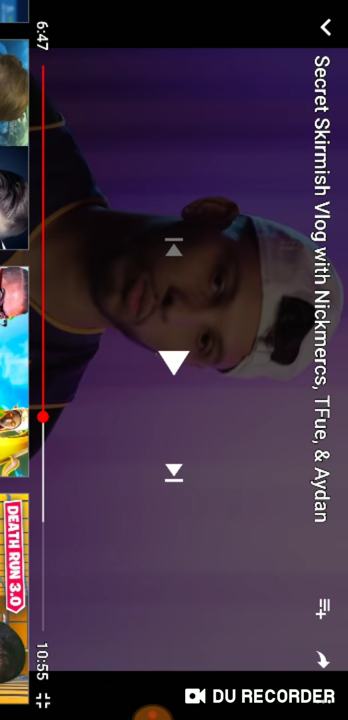 Secret Skirmish Vlog with Nickmercs, TFue, & Aydan
6:47
10:55
DEATH RUN 3.0
DU RECORDER